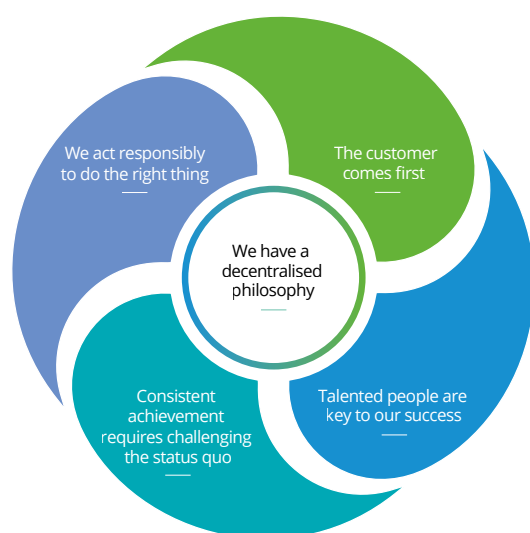 We act responsibly
to do the right thing
The customer
comes first
We have a
decentralised
philosophy
Consistent
achievement
requires challenging
the status quo
Talented people are
key to our success